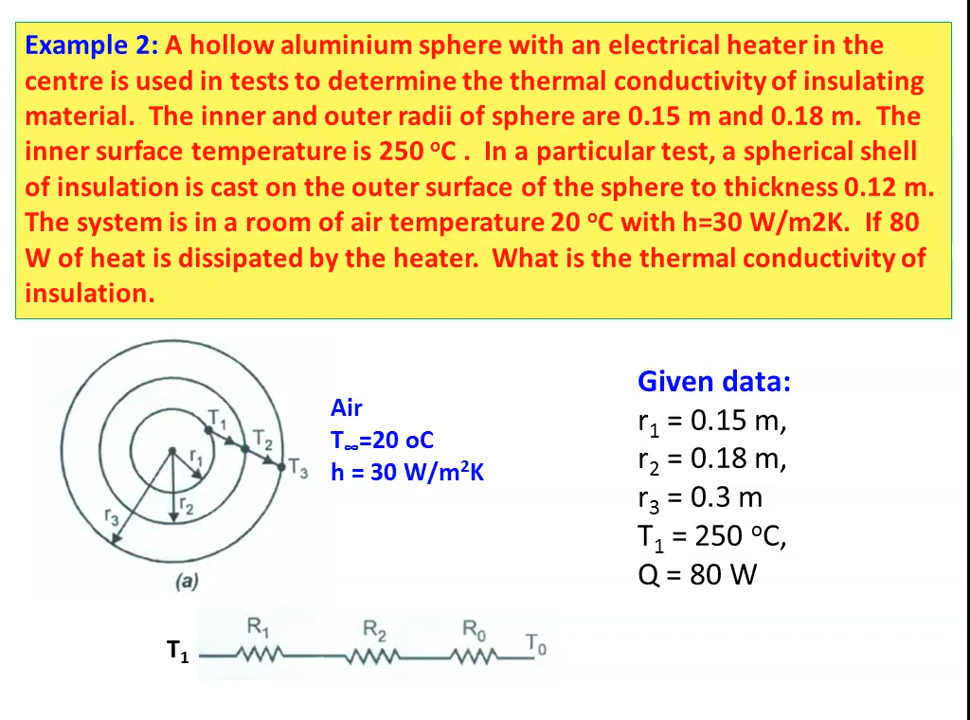 Example 2: A hollow aluminium sphere with an electrical heater in the
centre is used in tests to determine the thermal conductivity of insulating
material. The inner and outer radii of sphere are 0.15 m and 0.18 m. The
inner surface temperature is 250 ºC . In a particular test, a spherical shell
of insulation is cast on the outer surface of the sphere to thickness 0.12 m.
The system is in a room of air temperature 20 ºC with h=30 W/m2K. If 80
W of heat is dissipated by the heater. What is the thermal conductivity of
insulation.
T₁
T₂
T₃
r₁
r₂
r₃
(a)
Air
T∞=20 oC
h = 30 W/m²K
Given data:
r₁ = 0.15 m,
r₂ = 0.18 m,
r₃ = 0.3 m
T₁ = 250 ºC,
Q = 80 W
T₁ R₁ R₂ R₀ T₀